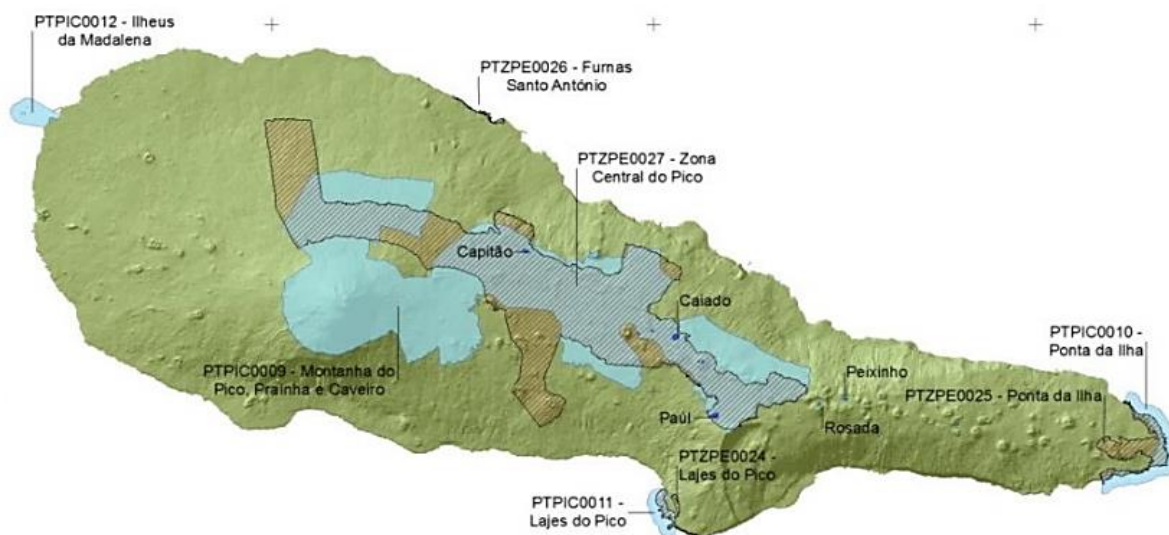 PTPIC0012 - Ilheus
da Madalena
PTZPE0026 - Furnas
Santo António
PTZPE0027 - Zona
Central do Pico
Capitão
Caiado
PTPIC0010 -
Ponta da Ilha
PTPIC0009 - Montanha do
Pico, Prainha e Caveiro
Peixinho
PTZPE0025 - Ponta da Ilha
Paúl
Rosada
PTZPE0024 -
Lajes do Pico
PTPIC0011 -
Lajes do Pico